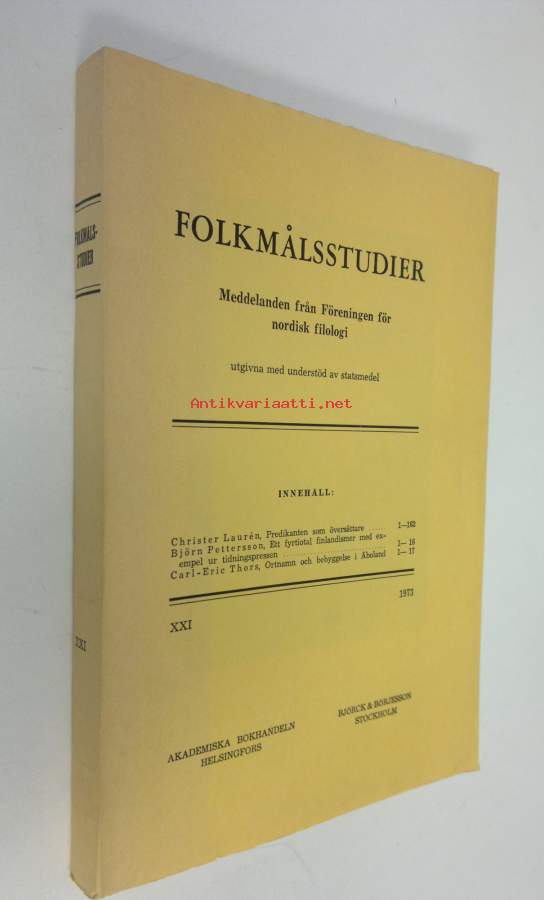 FOLKMÅLS-
STUDIER
XXI
FOLKMÅLSSTUDIER
Meddelanden från Föreningen för
nordisk filologi
utgivna med understöd av statsmedel
Antikvariaatti.net
INNEHÅLL:
Christer Laurén, Predikanten som översättare ..... 1—162
Björn Pettersson, Ett fyrtiotal finlandismer med ex-
empel ur tidningspressen ..... 1— 16
Carl-Eric Thors, Ortnamn och bebyggelse i Åboland 1— 17
XXI
1973
AKADEMISKA BOKHANDELN
HELSINGFORS
BJÖRCK & BÖRJESSON
STOCKHOLM